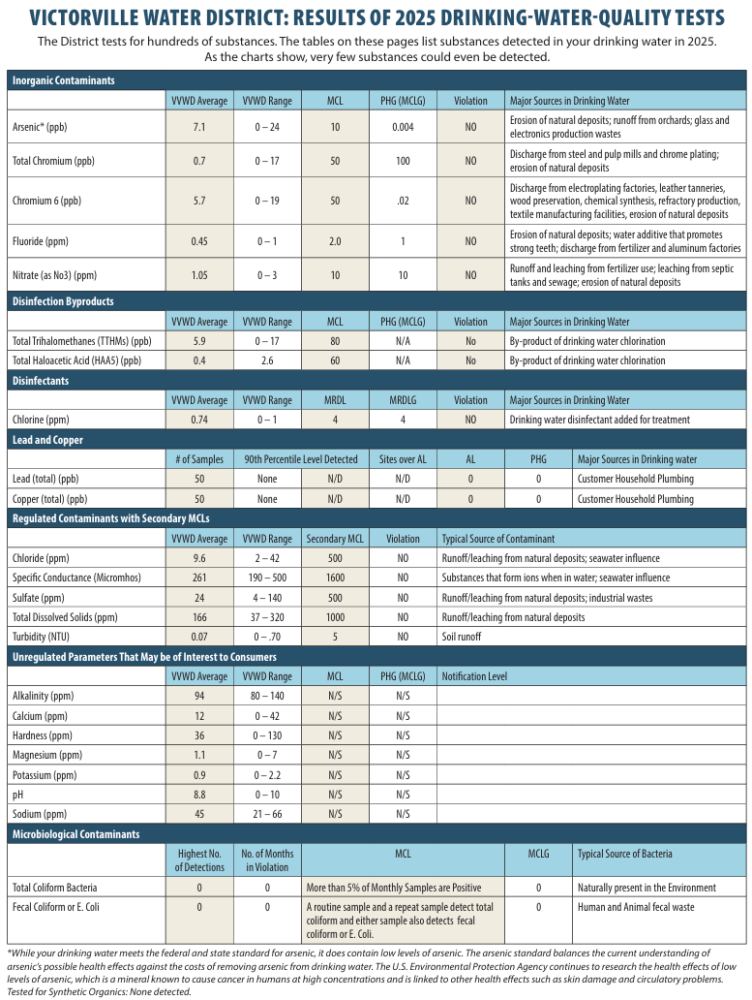 VICTORVILLE WATER DISTRICT: RESULTS OF 2025 DRINKING-WATER-QUALITY TESTS
The District tests for hundreds of substances. The tables on these pages list substances detected in your drinking water in 2025.
As the charts show, very few substances could even be detected.
Inorganic Contaminants
VVWD Average VVWD Range MCL PHG (MCLG) Violation Major Sources in Drinking Water
Arsenic* (ppb) 7.1 0 – 24 10 0.004 NO Erosion of natural deposits; runoff from orchards; glass and
electronics production wastes
Total Chromium (ppb) 0.7 0 – 17 50 100 NO Discharge from steel and pulp mills and chrome plating;
erosion of natural deposits
Chromium 6 (ppb) 5.7 0 – 19 50 .02 NO Discharge from electroplating factories, leather tanneries,
wood preservation, chemical synthesis, refractory production,
textile manufacturing facilities, erosion of natural deposits
Fluoride (ppm) 0.45 0 – 1 2.0 1 NO Erosion of natural deposits; water additive that promotes
strong teeth; discharge from fertilizer and aluminum factories
Nitrate (as No3) (ppm) 1.05 0 – 3 10 10 NO Runoff and leaching from fertilizer use; leaching from septic
tanks and sewage; erosion of natural deposits
Disinfection Byproducts
VVWD Average VVWD Range MCL PHG (MCLG) Violation Major Sources in Drinking Water
Total Trihalomethanes (TTHMs) (ppb) 5.9 0 – 17 80 N/A No By-product of drinking water chlorination
Total Haloacetic Acid (HAA5) (ppb) 0.4 2.6 60 N/A No By-product of drinking water chlorination
Disinfectants
VVWD Average VVWD Range MRDL MRDLG Violation Major Sources in Drinking Water
Chlorine (ppm) 0.74 0 – 1 4 4 NO Drinking water disinfectant added for treatment
Lead and Copper
# of Samples 90th Percentile Level Detected Sites over AL AL PHG Major Sources in Drinking water
Lead (total) (ppb) 50 None N/D N/D 0 0 Customer Household Plumbing
Copper (total) (ppb) 50 None N/D N/D 0 0 Customer Household Plumbing
Regulated Contaminants with Secondary MCLs
VVWD Average VVWD Range Secondary MCL Violation Typical Source of Contaminant
Chloride (ppm) 9.6 2 – 42 500 NO Runoff/leaching from natural deposits; seawater influence
Specific Conductance (Micromhos) 261 190 – 500 1600 NO Substances that form ions when in water; seawater influence
Sulfate (ppm) 24 4 – 140 500 NO Runoff/leaching from natural deposits; industrial wastes
Total Dissolved Solids (ppm) 166 37 – 320 1000 NO Runoff/leaching from natural deposits
Turbidity (NTU) 0.07 0 – .70 5 NO Soil runoff
Unregulated Parameters That May be of Interest to Consumers
VVWD Average VVWD Range MCL PHG (MCLG) Notification Level
Alkalinity (ppm) 94 80 – 140 N/S N/S
Calcium (ppm) 12 0 – 42 N/S N/S
Hardness (ppm) 36 0 – 130 N/S N/S
Magnesium (ppm) 1.1 0 – 7 N/S N/S
Potassium (ppm) 0.9 0 – 2.2 N/S N/S
pH 8.8 0 – 10 N/S N/S
Sodium (ppm) 45 21 – 66 N/S N/S
Microbiological Contaminants
Highest No. of Detections No. of Months in Violation MCL MCLG Typical Source of Bacteria
Total Coliform Bacteria 0 0 More than 5% of Monthly Samples are Positive 0 Naturally present in the Environment
Fecal Coliform or E. Coli 0 0 A routine sample and a repeat sample detect total 0 Human and Animal fecal waste
coliform and either sample also detects fecal
coliform or E. Coli.
*While your drinking water meets the federal and state standard for arsenic, it does contain low levels of arsenic. The arsenic standard balances the current understanding of
arsenic's possible health effects against the costs of removing arsenic from drinking water. The U.S. Environmental Protection Agency continues to research the health effects of low
levels of arsenic, which is a mineral known to cause cancer in humans at high concentrations and is linked to other health effects such as skin damage and circulatory problems.
Tested for Synthetic Organics: None detected.